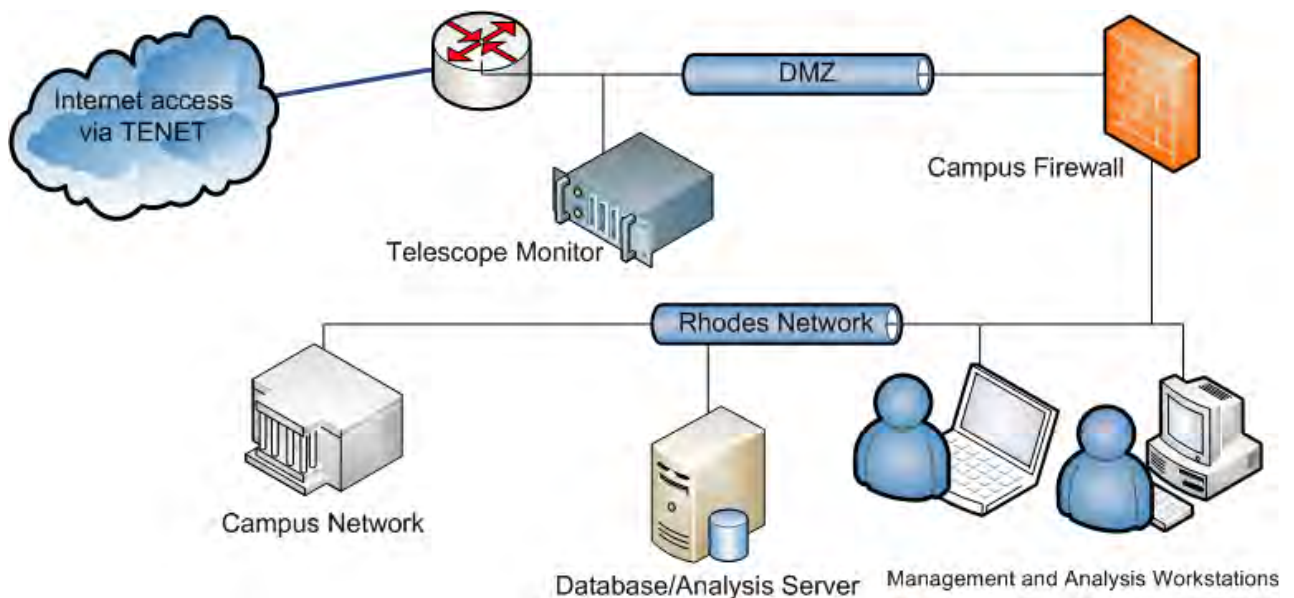 Internet access
via TENET
DMZ
Campus Firewall
Telescope Monitor
Rhodes Network
Campus Network
Database/Analysis Server
Management and Analysis Workstations